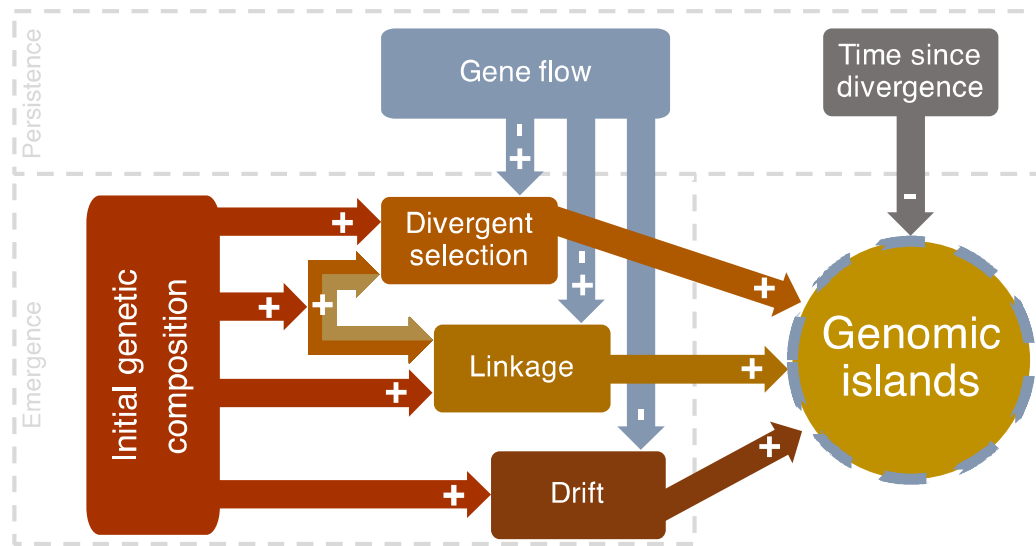 Persistence
Gene flow
Time since
divergence
-
+
-
+
-
-
Emergence
Initial genetic
composition
+
Divergent
selection
+
+
+
+
Linkage
+
+
Drift
+
+
Genomic
islands